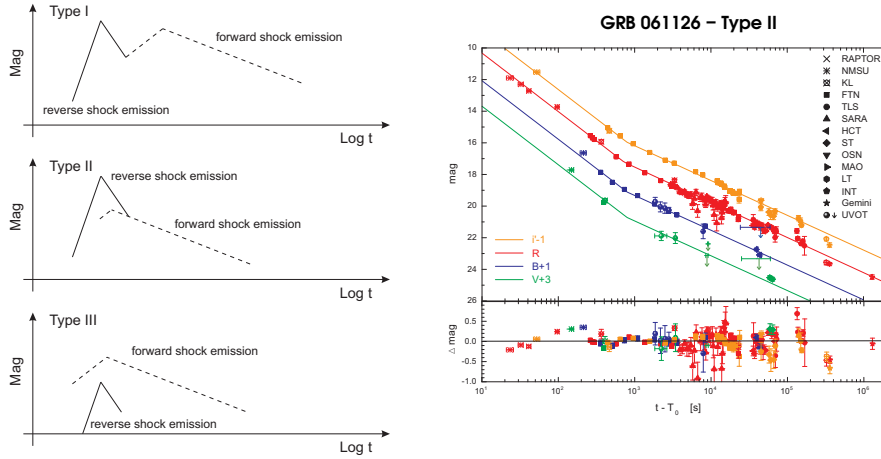 Type I
forward shock emission
reverse shock emission
Mag
Log t
Type II
reverse shock emission
forward shock emission
Mag
Log t
Type III
forward shock emission
reverse shock emission
Mag
Log t
GRB 061126 – Type II
10
12
14
16
18
20
22
24
26
mag
i'-1
R
B+1
V+3
RAPTOR
NMSU
KL
FTN
TLS
SARA
HCT
ST
OSN
MAO
LT
INT
Gemini
UVOT
0.5
0.0
-0.5
-1.0
Δ mag
10¹ 10² 10³ 10⁴ 10⁵ 10⁶
t - T₀ [s]